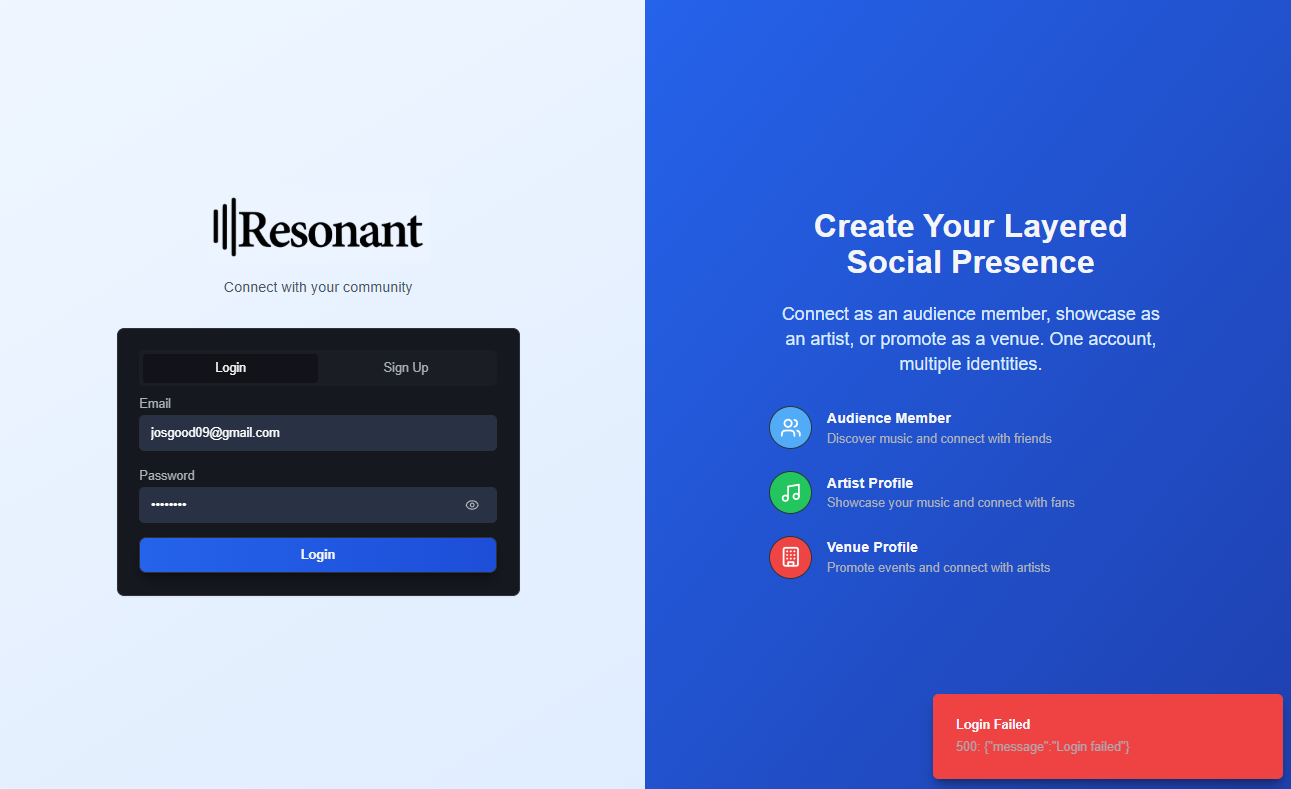 Resonant
Connect with your community
Login
Sign Up
Email
josgood09@gmail.com
Password
••••••••
Login
Create Your Layered
Social Presence
Connect as an audience member, showcase as
an artist, or promote as a venue. One account,
multiple identities.
Audience Member
Discover music and connect with friends
Artist Profile
Showcase your music and connect with fans
Venue Profile
Promote events and connect with artists
Login Failed
500: {"message":"Login failed"}